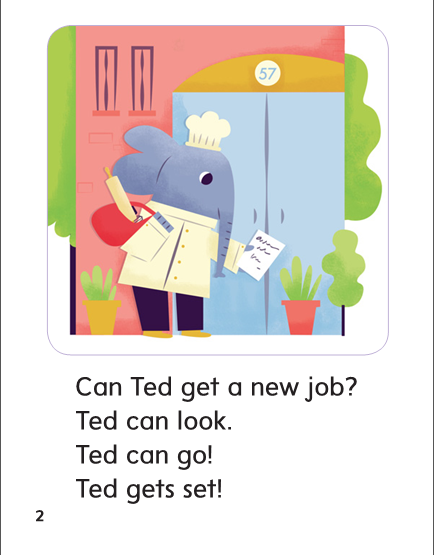 57
Can Ted get a new job?
Ted can look.
Ted can go!
Ted gets set!
2